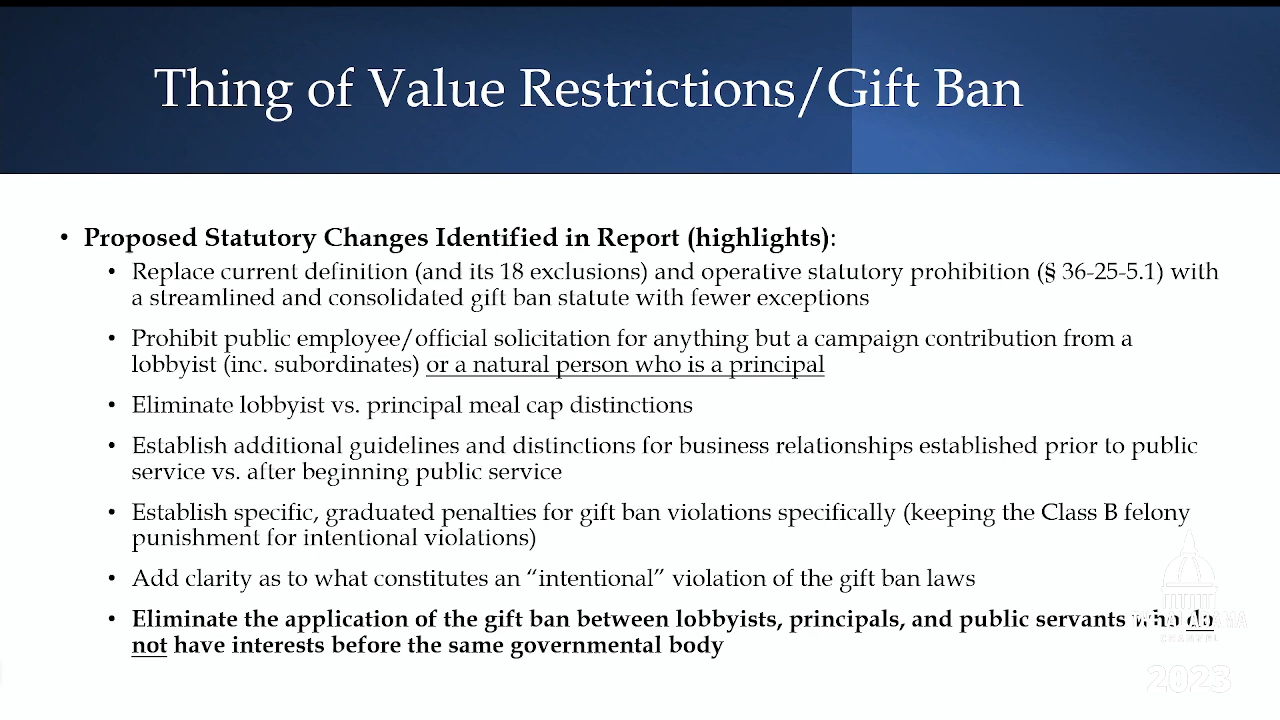 Thing of Value Restrictions/Gift Ban
• Proposed Statutory Changes Identified in Report (highlights):
• Replace current definition (and its 18 exclusions) and operative statutory prohibition (§ 36-25-5.1) with
a streamlined and consolidated gift ban statute with fewer exceptions
• Prohibit public employee/official solicitation for anything but a campaign contribution from a
lobbyist (inc. subordinates) or a natural person who is a principal
• Eliminate lobbyist vs. principal meal cap distinctions
• Establish additional guidelines and distinctions for business relationships established prior to public
service vs. after beginning public service
• Establish specific, graduated penalties for gift ban violations specifically (keeping the Class B felony
punishment for intentional violations)
• Add clarity as to what constitutes an “intentional” violation of the gift ban laws
• Eliminate the application of the gift ban between lobbyists, principals, and public servants who do
not have interests before the same governmental body
CHANNEL
2023